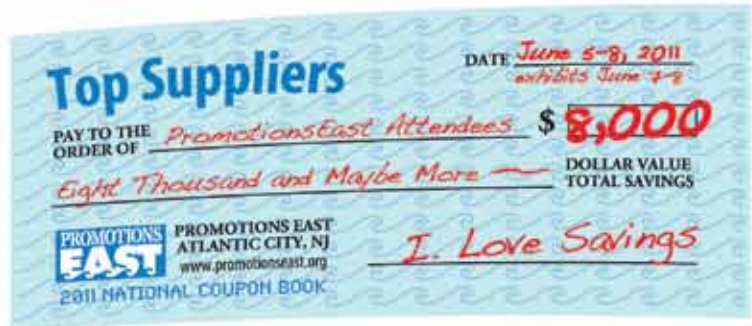 Top Suppliers
DATE June 5-8, 2011
exhibits June 7-8
PAY TO THE ORDER OF PromotionsEast Attendees $ 8,000
Eight Thousand and Maybe More
DOLLAR VALUE
TOTAL SAVINGS
PROMOTIONS
EAST
PROMOTIONS EAST
ATLANTIC CITY, NJ
www.promotionseast.org
I. Love Savings
2011 NATIONAL COUPON BOOK